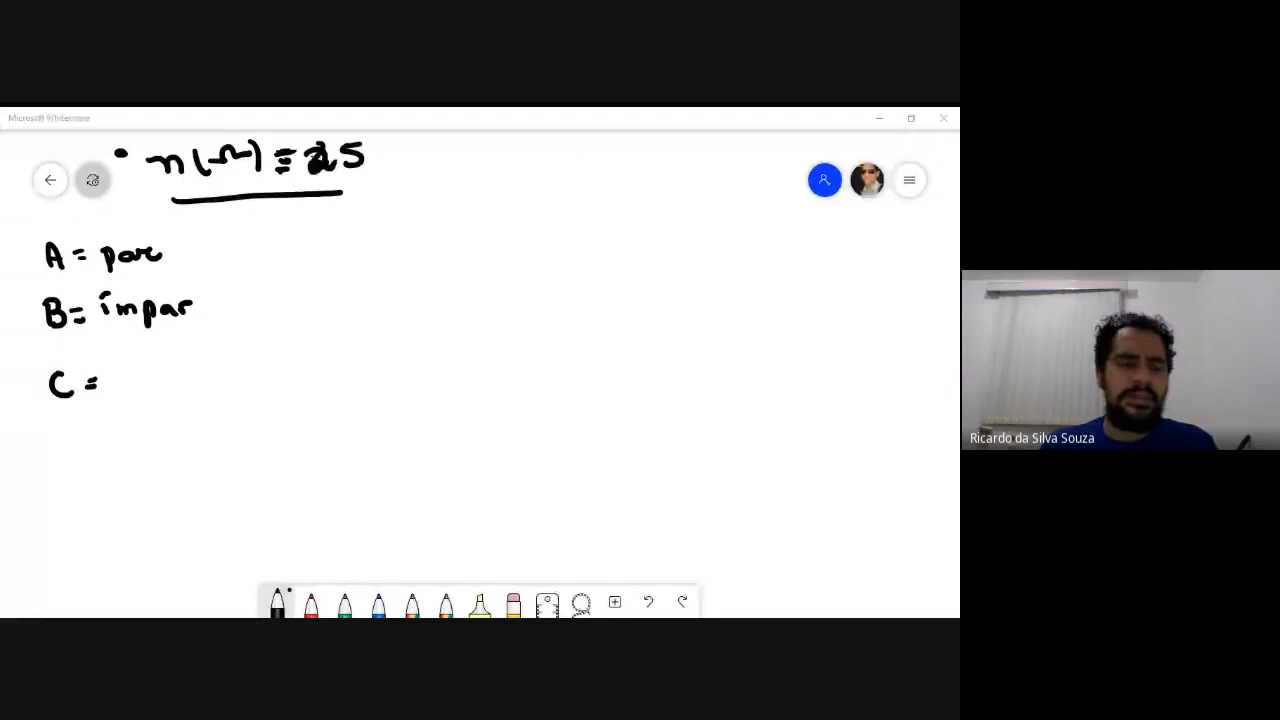 Microsoft Whiteboard
• n(Ω) = 25
A = par
B = ímpar
C =
Ricardo da Silva Souza